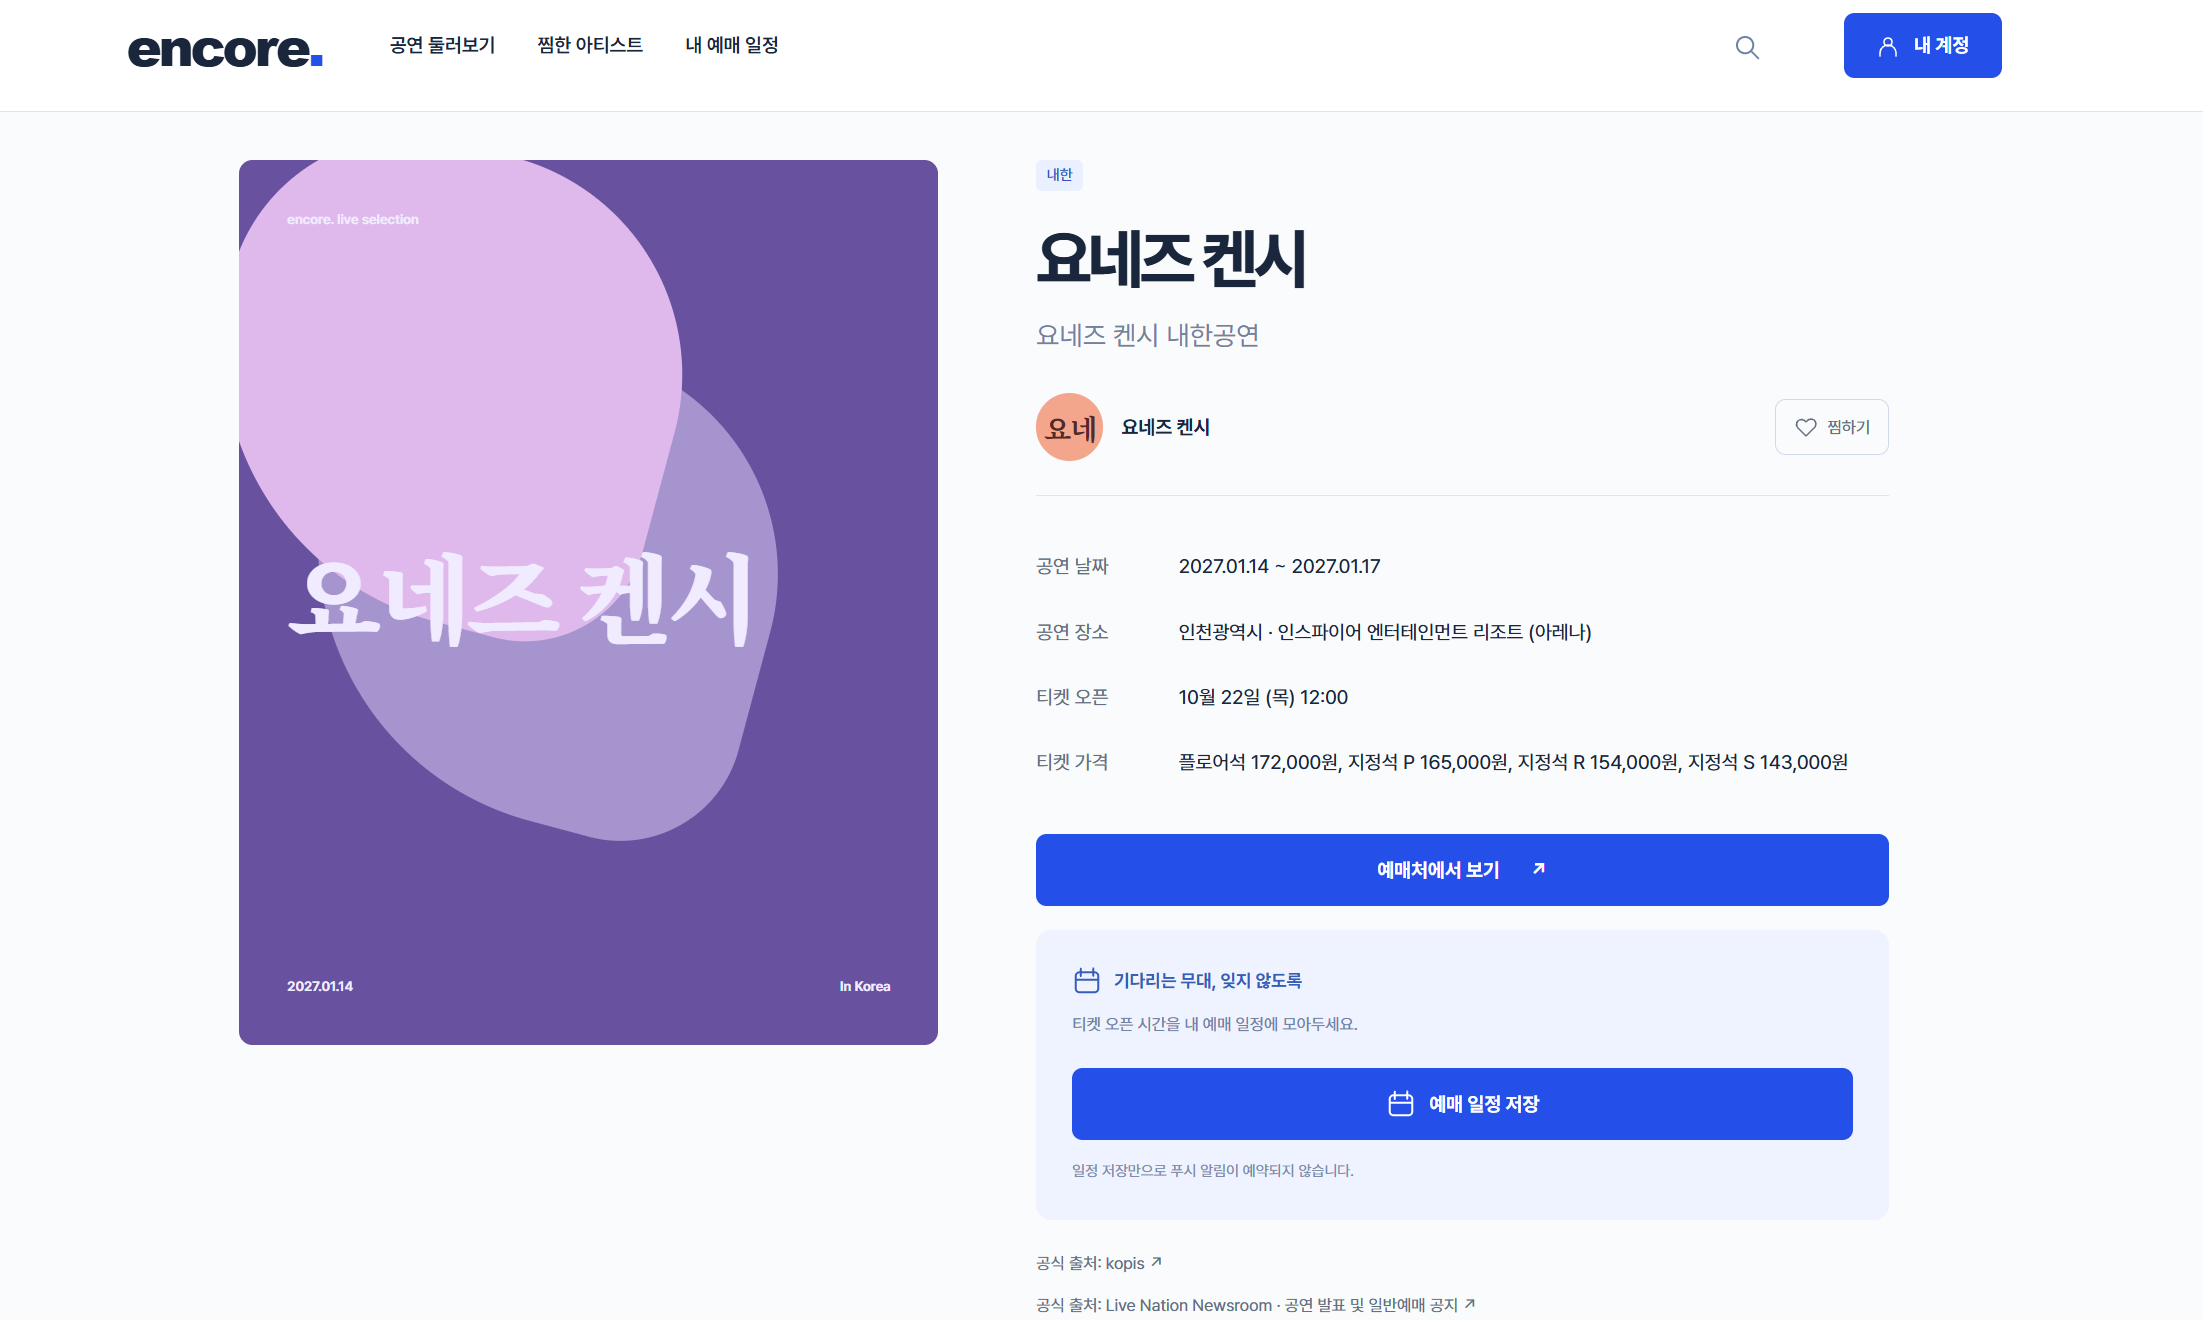 encore.
공연 둘러보기 찜한 아티스트 내 예매 일정
내 계정
encore. live selection
요네즈 켄시
2027.01.14 In Korea
내한
요네즈 켄시
요네즈 켄시 내한공연
요네 요네즈 켄시 찜하기
공연 날짜 2027.01.14 ~ 2027.01.17
공연 장소 인천광역시 · 인스파이어 엔터테인먼트 리조트 (아레나)
티켓 오픈 10월 22일 (목) 12:00
티켓 가격 플로어석 172,000원, 지정석 P 165,000원, 지정석 R 154,000원, 지정석 S 143,000원
예매처에서 보기 ↗
기다리는 무대, 잊지 않도록
티켓 오픈 시간을 내 예매 일정에 모아두세요.
예매 일정 저장
일정 저장만으로 푸시 알림이 예약되지 않습니다.
공식 출처: kopis ↗
공식 출처: Live Nation Newsroom · 공연 발표 및 일반예매 공지 ↗